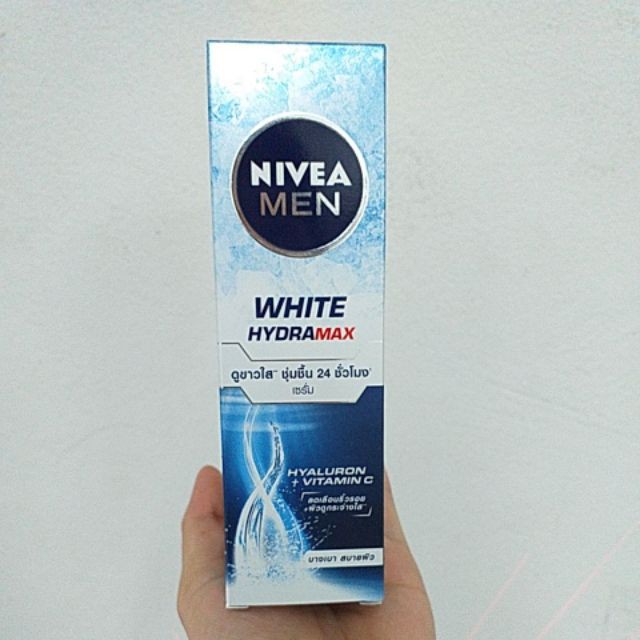 NIVEA
MEN
WHITE
HYDRAMAX
ดูขาวใส ชุ่มชื้น 24 ชั่วโมง
เซรั่ม
HYALURON
+ VITAMIN C
ลดเลือนริ้วรอย
+ผิวดูกระจ่างใส
บางเบา สบายผิว